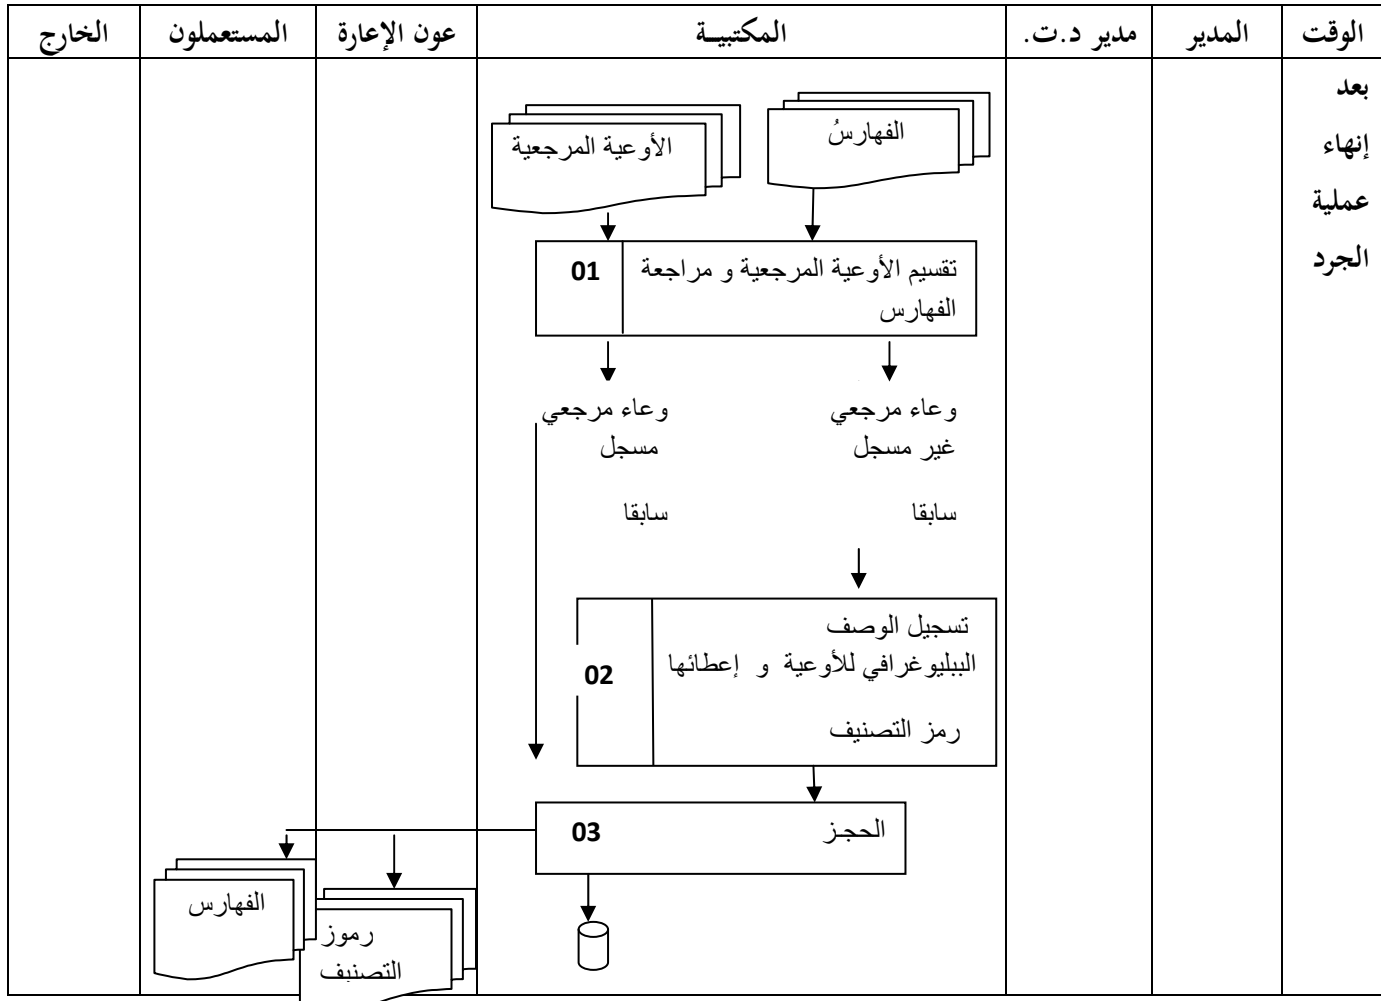 الوقت
المدير
مدير د.ت.
المكتبيـة
عون الإعارة
المستعملون
الخارج
بعد
إنهاء
عملية
الجرد
الفهارسُ
الأوعية المرجعية
تقسيم الأوعية المرجعية و مراجعة
الفهارس
01
وعاء مرجعي
غير مسجل
سابقا
وعاء مرجعي
مسجل
سابقا
تسجيل الوصف
الببليوغرافي للأوعية و إعطائها
رمز التصنيف
02
الحجـز
03
رموز
التصنيف
الفهارس